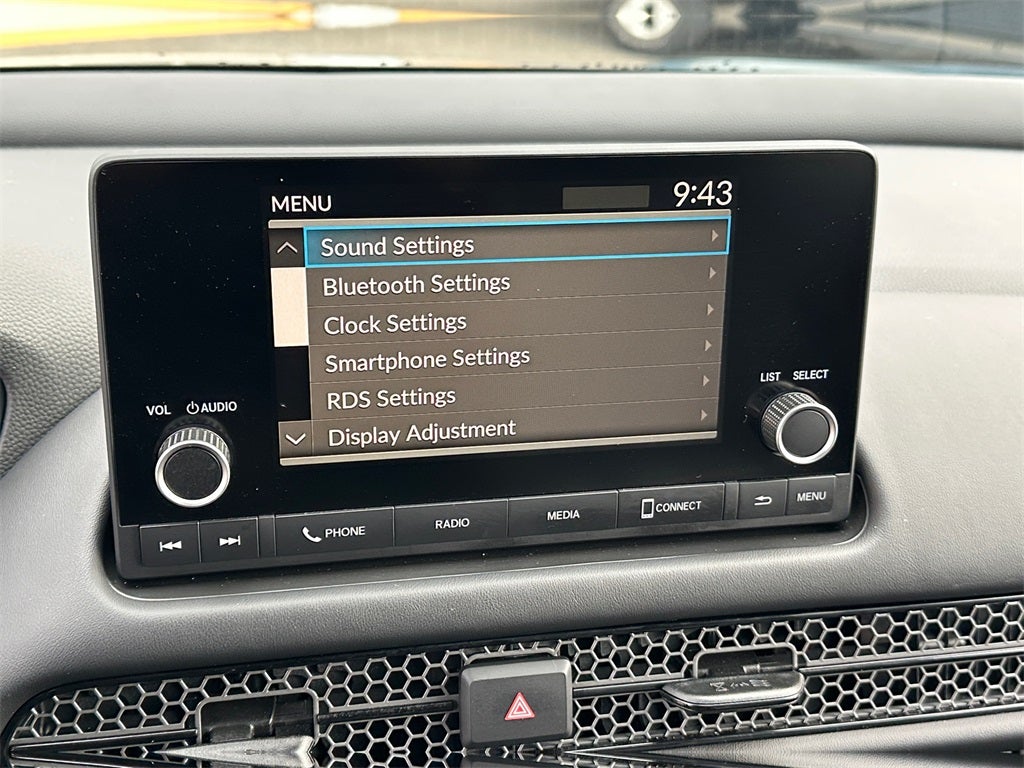 MENU 9:43
Sound Settings
Bluetooth Settings
Clock Settings
Smartphone Settings
RDS Settings
Display Adjustment
VOL AUDIO
LIST SELECT
PHONE RADIO MEDIA CONNECT MENU